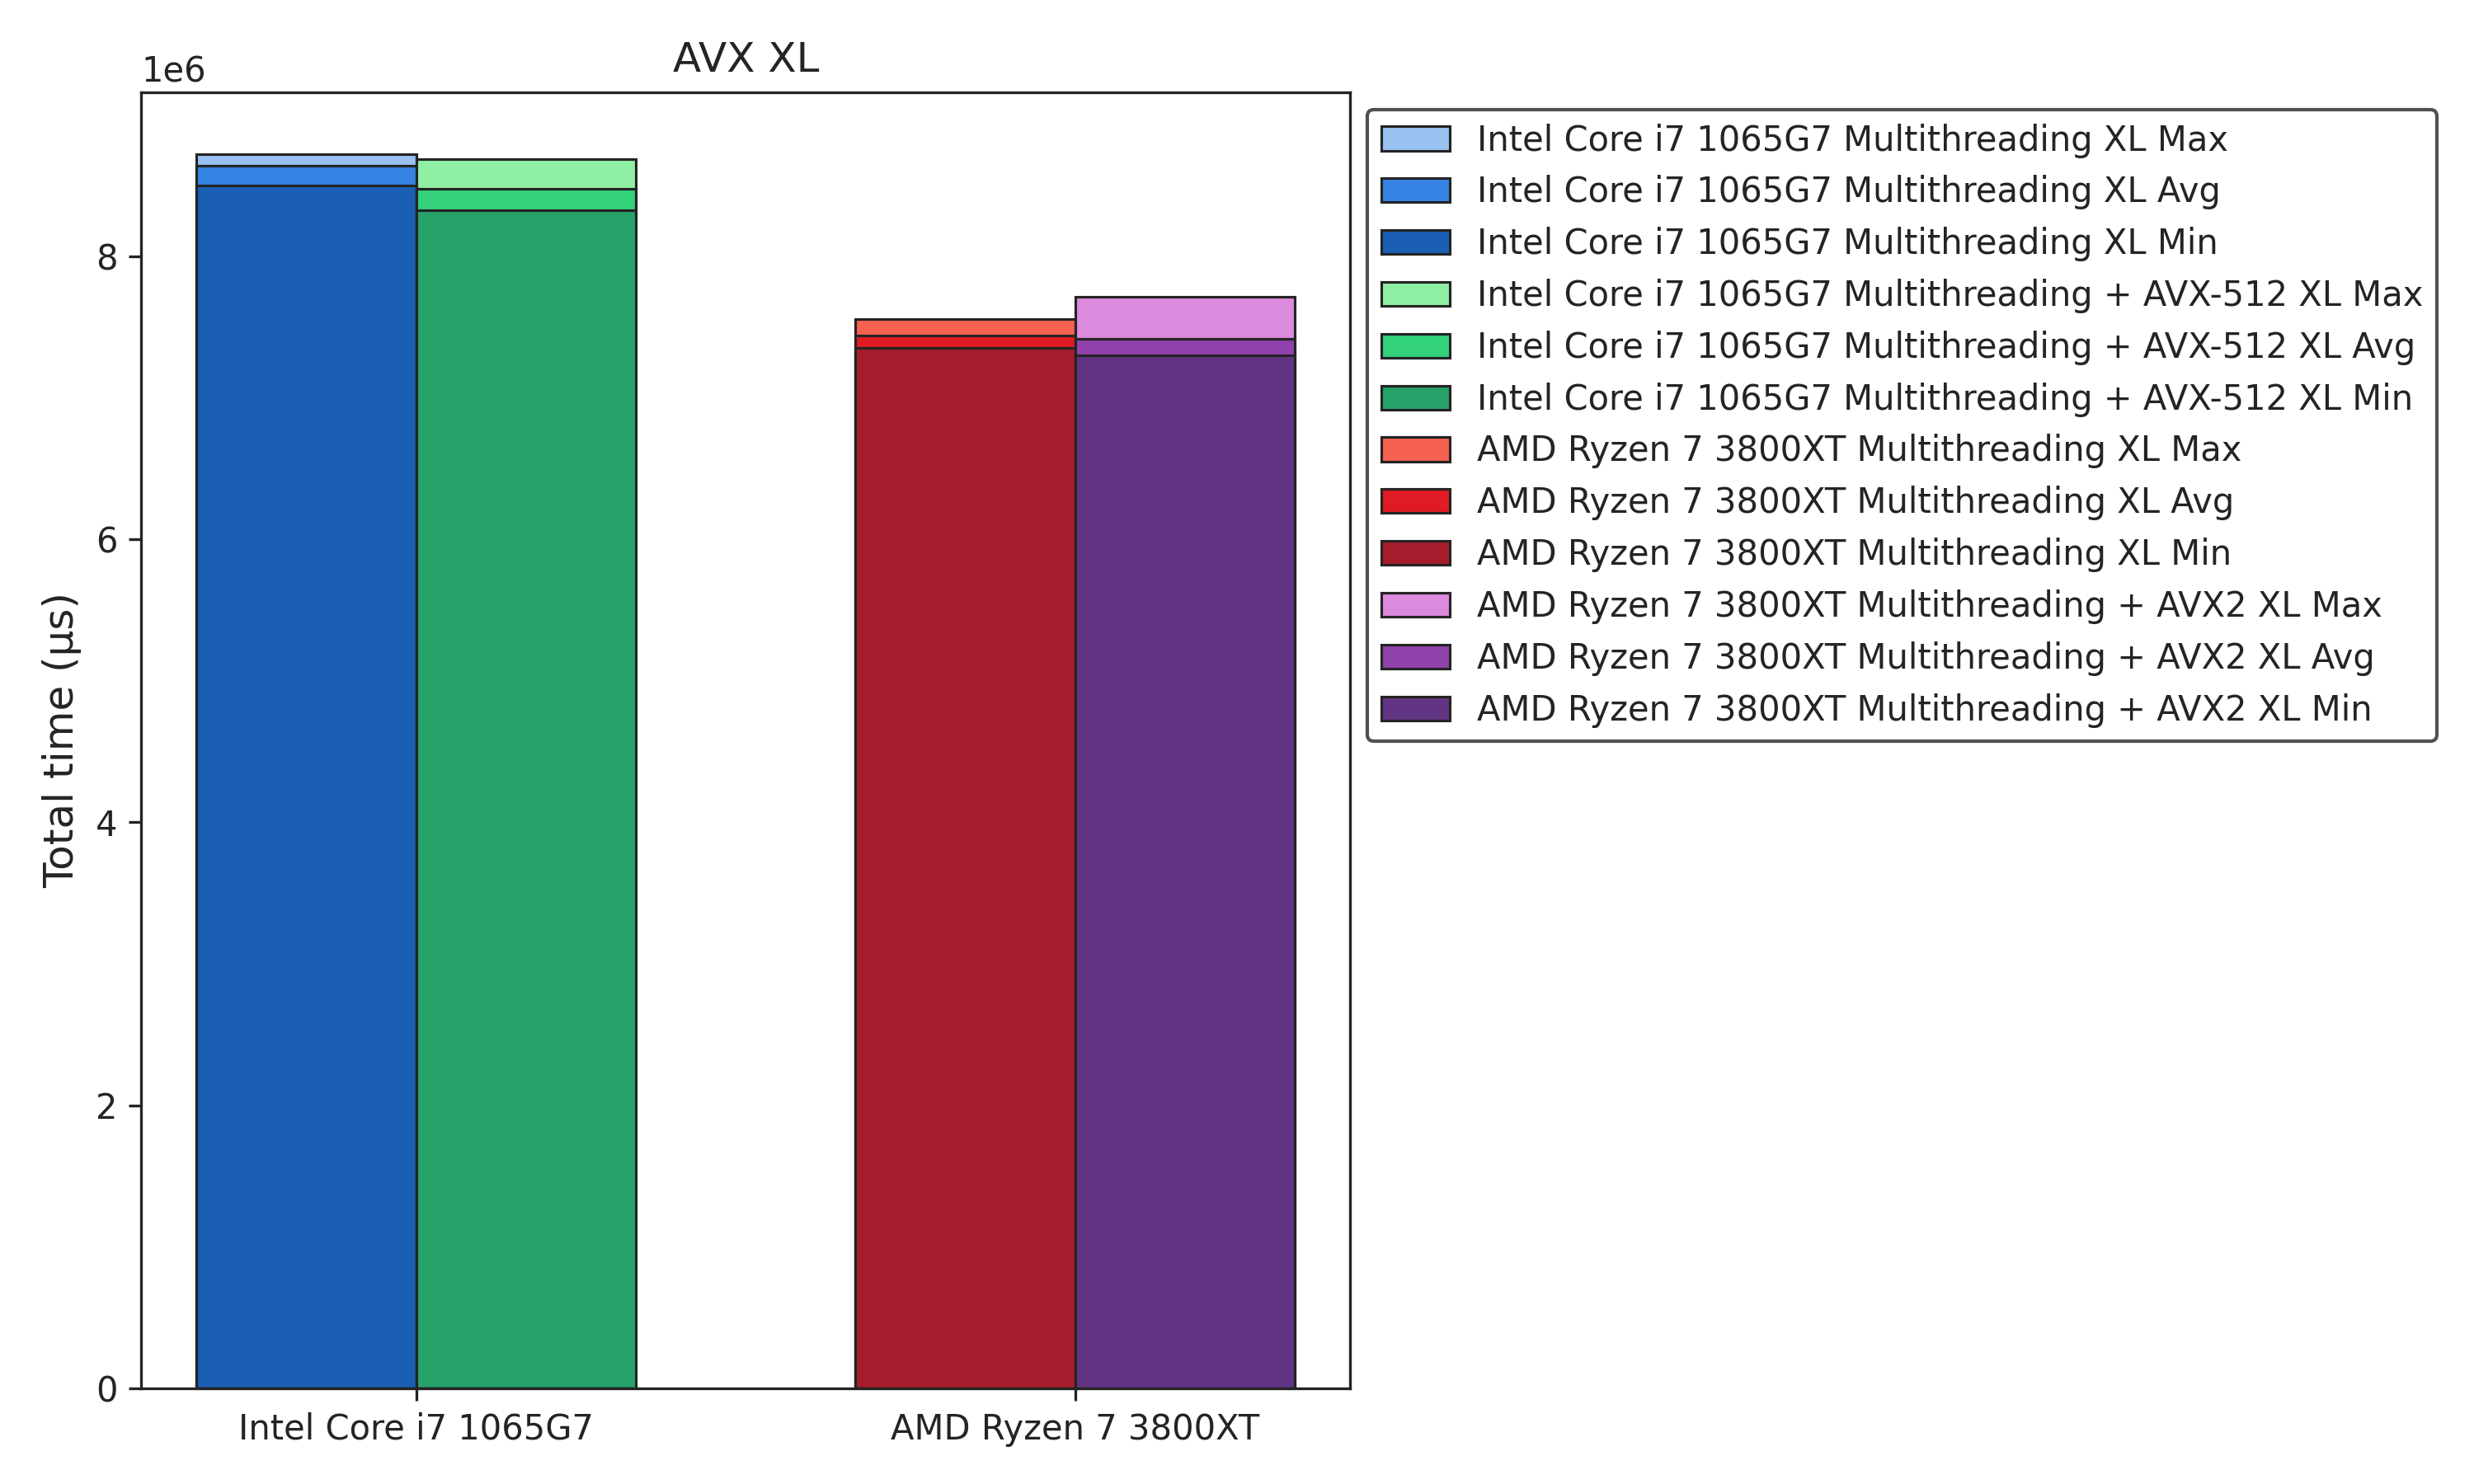 AVX XL
1e6
8
6
4
2
0
Total time (µs)
Intel Core i7 1065G7
AMD Ryzen 7 3800XT
Intel Core i7 1065G7 Multithreading XL Max
Intel Core i7 1065G7 Multithreading XL Avg
Intel Core i7 1065G7 Multithreading XL Min
Intel Core i7 1065G7 Multithreading + AVX-512 XL Max
Intel Core i7 1065G7 Multithreading + AVX-512 XL Avg
Intel Core i7 1065G7 Multithreading + AVX-512 XL Min
AMD Ryzen 7 3800XT Multithreading XL Max
AMD Ryzen 7 3800XT Multithreading XL Avg
AMD Ryzen 7 3800XT Multithreading XL Min
AMD Ryzen 7 3800XT Multithreading + AVX2 XL Max
AMD Ryzen 7 3800XT Multithreading + AVX2 XL Avg
AMD Ryzen 7 3800XT Multithreading + AVX2 XL Min